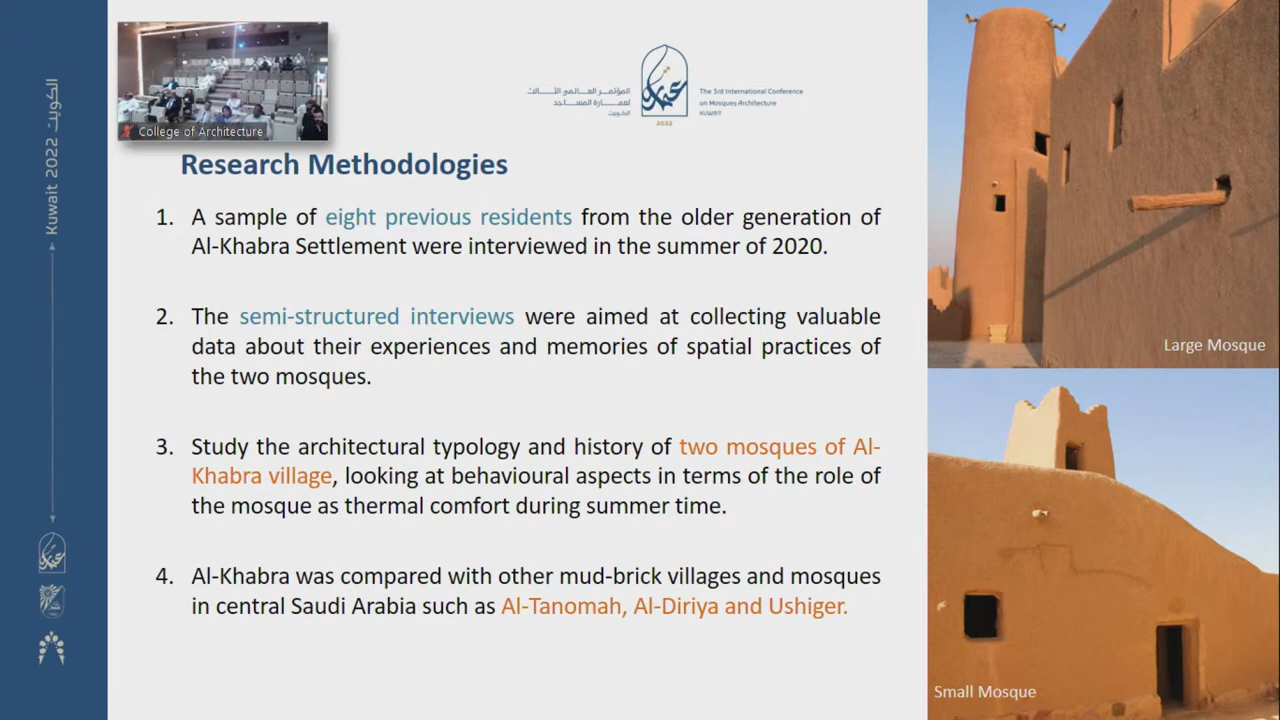 الكويت Kuwait 2022
College of Architecture
المؤتمر العالمي الثالث
لعمارة المساجد
الكويت
2022
The 3rd International Conference
on Mosques Architecture
KUWAIT
Research Methodologies
1. A sample of eight previous residents from the older generation of
Al-Khabra Settlement were interviewed in the summer of 2020.
2. The semi-structured interviews were aimed at collecting valuable
data about their experiences and memories of spatial practices of
the two mosques.
3. Study the architectural typology and history of two mosques of Al-
Khabra village, looking at behavioural aspects in terms of the role of
the mosque as thermal comfort during summer time.
4. Al-Khabra was compared with other mud-brick villages and mosques
in central Saudi Arabia such as Al-Tanomah, Al-Diriya and Ushiger.
Large Mosque
Small Mosque